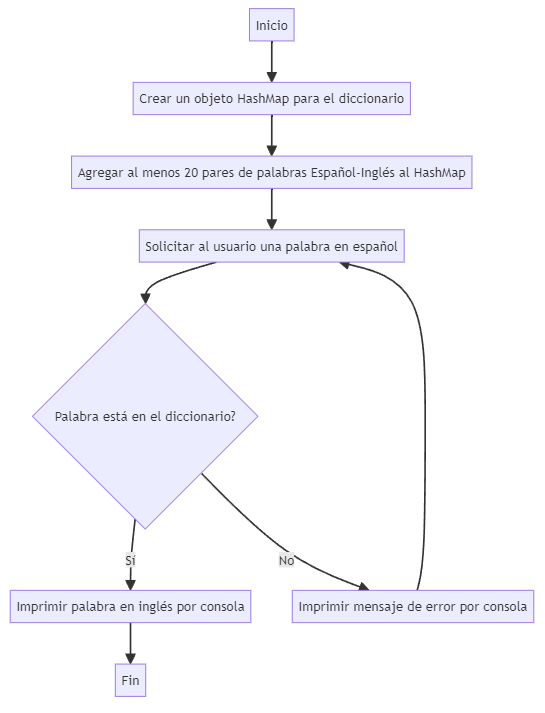 Inicio
Crear un objeto HashMap para el diccionario
Agregar al menos 20 pares de palabras Español-Inglés al HashMap
Solicitar al usuario una palabra en español
Palabra está en el diccionario?
Sí
No
Imprimir palabra en inglés por consola
Imprimir mensaje de error por consola
Fin